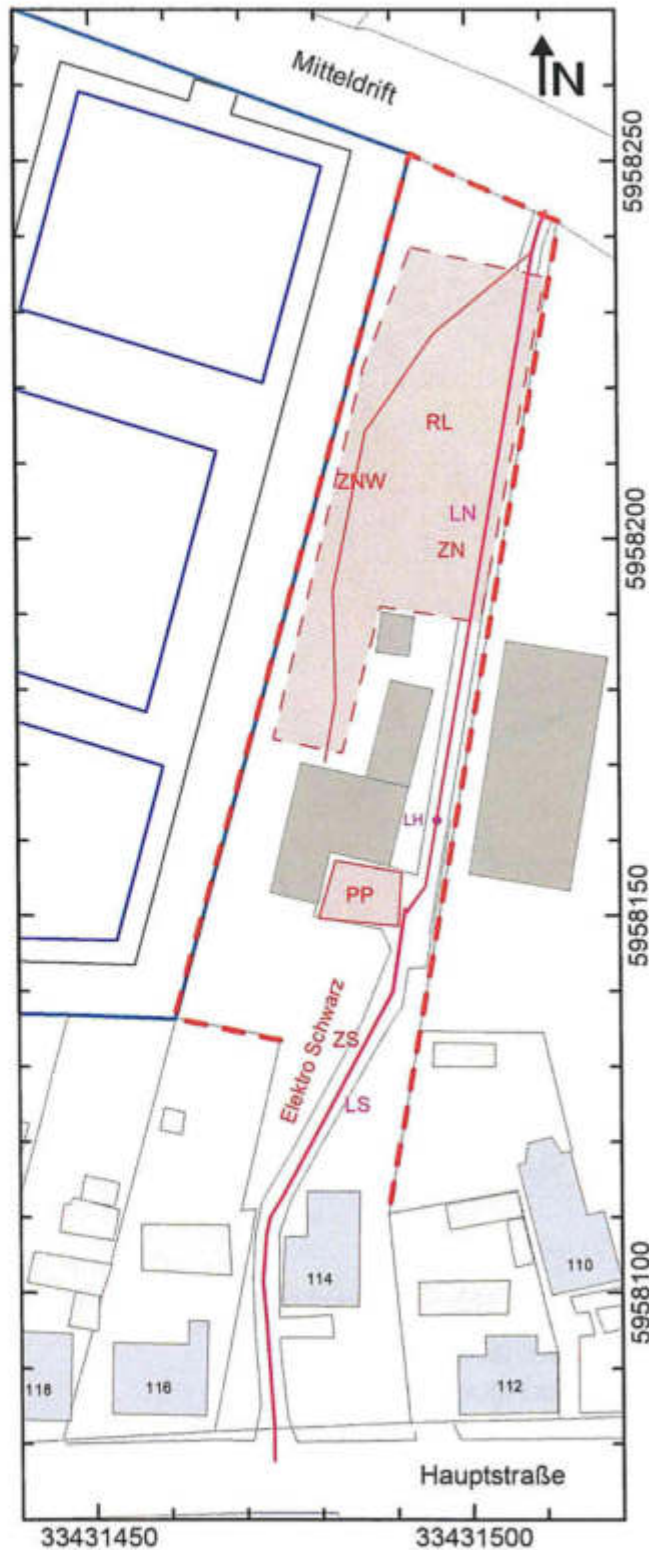 Mitteldrift
N
5958250
RL
ZNW
LN
ZN
5958200
LH
PP
5958150
Elektro Schwarz
ZS
LS
114
110
5958100
118
116
112
Hauptstraße
33431450
33431500